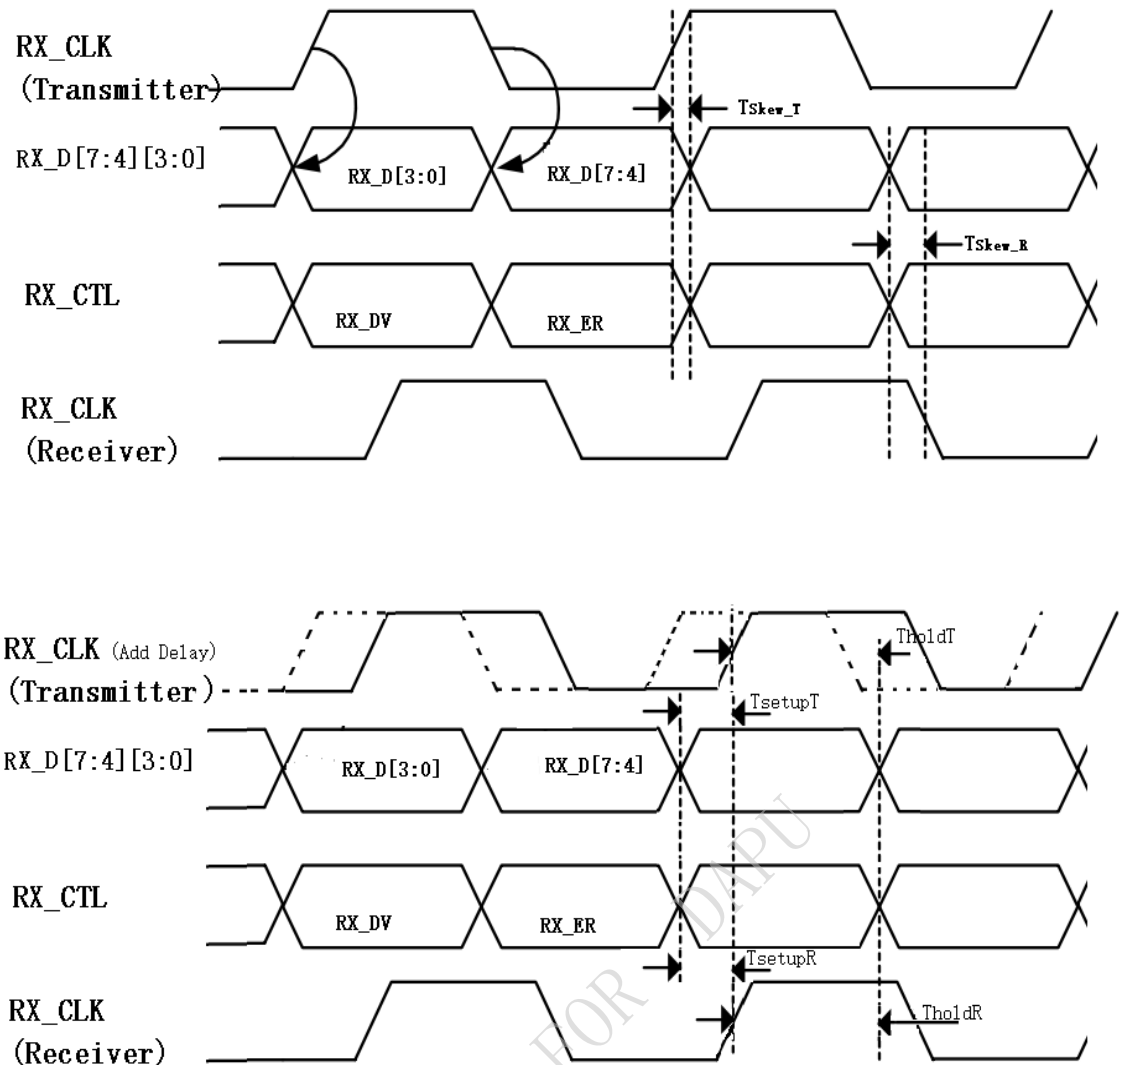 RX_CLK
(Transmitter)
TSkew_T
RX_D[7:4][3:0]
RX_D[3:0]
RX_D[7:4]
TSkew_R
RX_CTL
RX_DV
RX_ER
RX_CLK
(Receiver)
RX_CLK (Add Delay)
(Transmitter)
TholdT
TsetupT
RX_D[7:4][3:0]
RX_D[3:0]
RX_D[7:4]
RX_CTL
RX_DV
RX_ER
TsetupR
RX_CLK
(Receiver)
TholdR
FOR DAPU